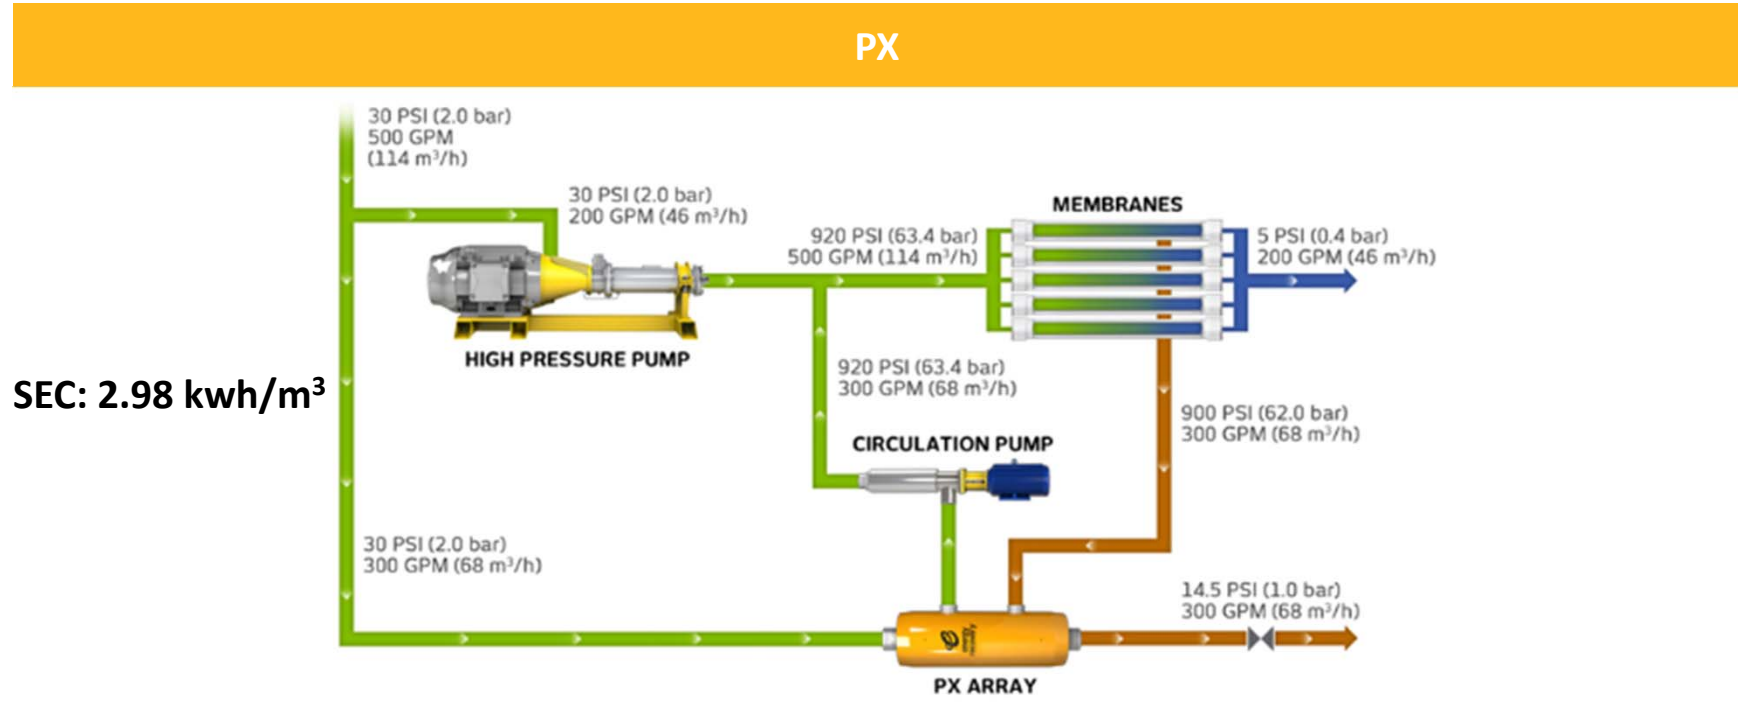 PX
30 PSI (2.0 bar)
500 GPM
(114 m³/h)
30 PSI (2.0 bar)
200 GPM (46 m³/h)
MEMBRANES
920 PSI (63.4 bar)
500 GPM (114 m³/h)
5 PSI (0.4 bar)
200 GPM (46 m³/h)
HIGH PRESSURE PUMP
SEC: 2.98 kwh/m³
920 PSI (63.4 bar)
300 GPM (68 m³/h)
900 PSI (62.0 bar)
300 GPM (68 m³/h)
CIRCULATION PUMP
30 PSI (2.0 bar)
300 GPM (68 m³/h)
14.5 PSI (1.0 bar)
300 GPM (68 m³/h)
PX ARRAY